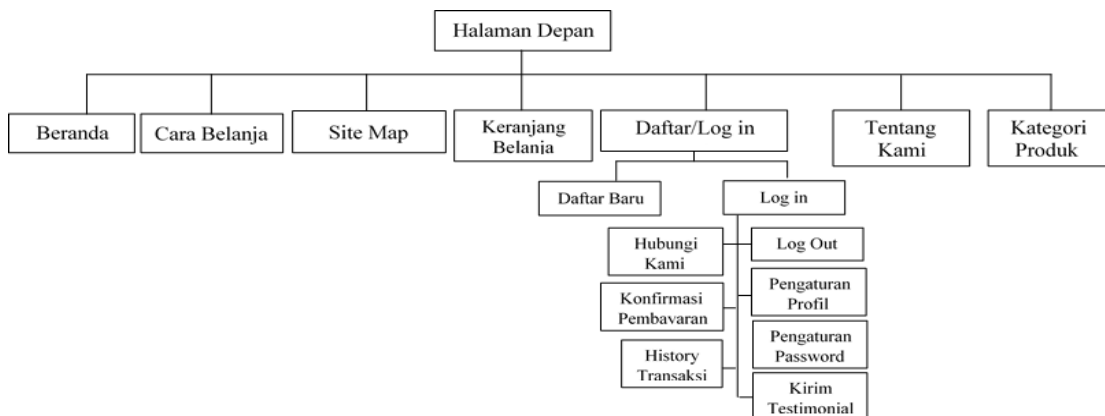 Halaman Depan
Beranda
Cara Belanja
Site Map
Keranjang
Belanja
Daftar/Log in
Tentang
Kami
Kategori
Produk
Daftar Baru
Log in
Hubungi
Kami
Log Out
Konfirmasi
Pembavaran
Pengaturan
Profil
History
Transaksi
Pengaturan
Password
Kirim
Testimonial